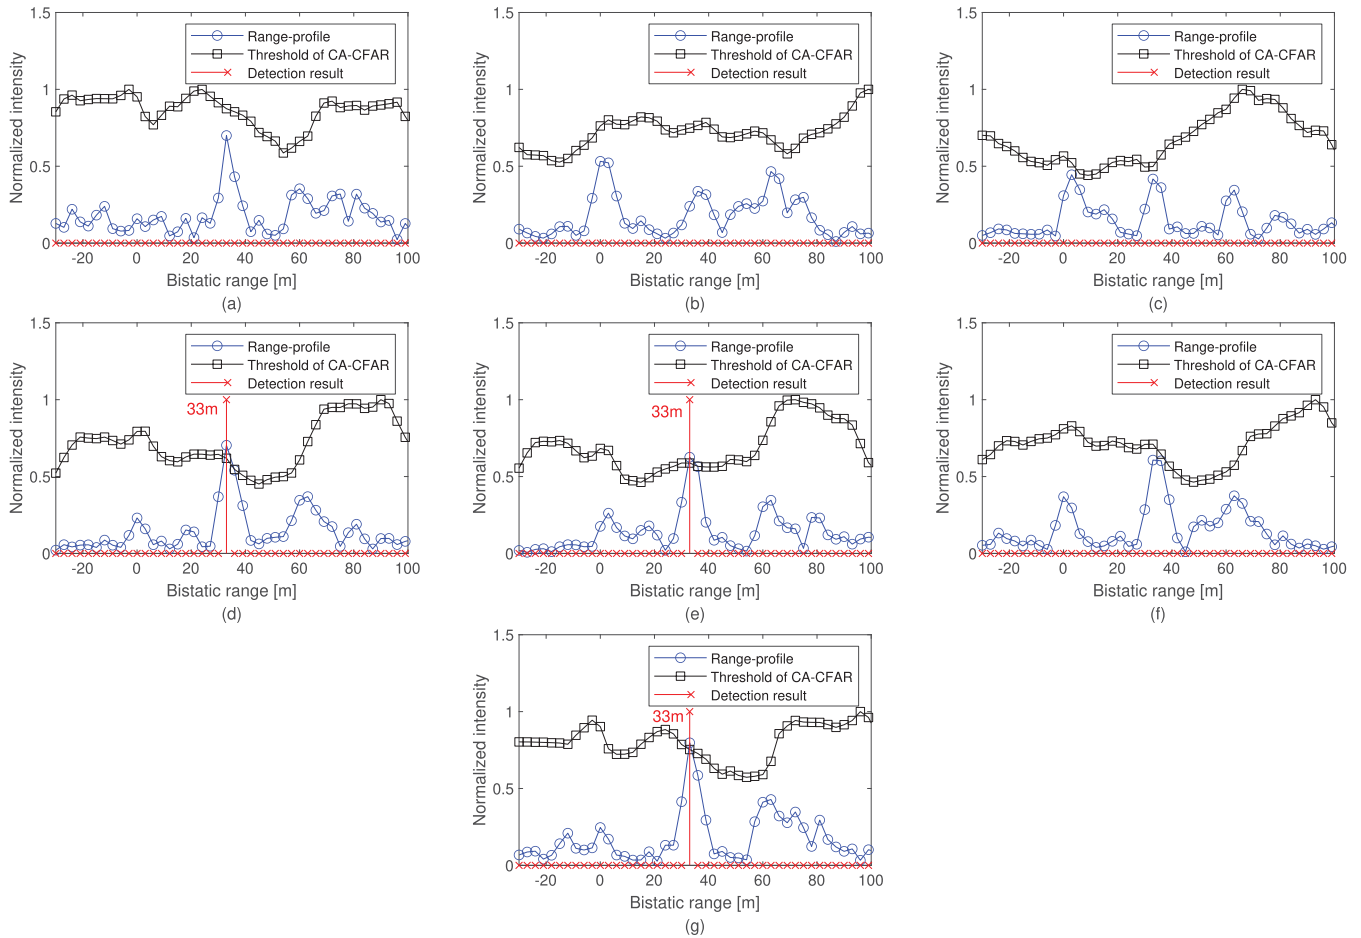 1.5
1
0.5
0
Normalized intensity
Range-profile
Threshold of CA-CFAR
Detection result
-20 0 20 40 60 80 100
Bistatic range [m]
(a)
1.5
1
0.5
0
Normalized intensity
Range-profile
Threshold of CA-CFAR
Detection result
-20 0 20 40 60 80 100
Bistatic range [m]
(b)
1.5
1
0.5
0
Normalized intensity
Range-profile
Threshold of CA-CFAR
Detection result
-20 0 20 40 60 80 100
Bistatic range [m]
(c)
1.5
1
0.5
0
Normalized intensity
Range-profile
Threshold of CA-CFAR
Detection result
33m
-20 0 20 40 60 80 100
Bistatic range [m]
(d)
1.5
1
0.5
0
Normalized intensity
Range-profile
Threshold of CA-CFAR
Detection result
33m
-20 0 20 40 60 80 100
Bistatic range [m]
(e)
1.5
1
0.5
0
Normalized intensity
Range-profile
Threshold of CA-CFAR
Detection result
-20 0 20 40 60 80 100
Bistatic range [m]
(f)
1.5
1
0.5
0
Normalized intensity
Range-profile
Threshold of CA-CFAR
Detection result
33m
-20 0 20 40 60 80 100
Bistatic range [m]
(g)